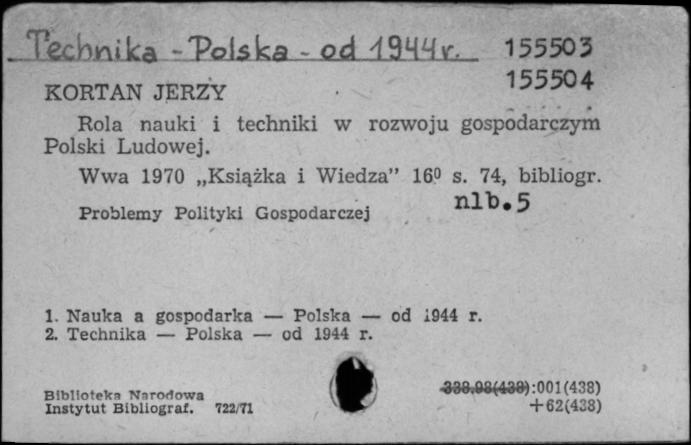 Technika - Polska - od 1944 r. 155503
155504
KORTAN JERZY
Rola nauki i techniki w rozwoju gospodarczym
Polski Ludowej.
Wwa 1970 „Książka i Wiedza” 16⁰ s. 74, bibliogr.
nlb. 5
Problemy Polityki Gospodarczej
1. Nauka a gospodarka — Polska — od 1944 r.
2. Technika — Polska — od 1944 r.
Biblioteka Narodowa
Instytut Bibliograf. 722/71
338.98(438):001(438)
+62(438)